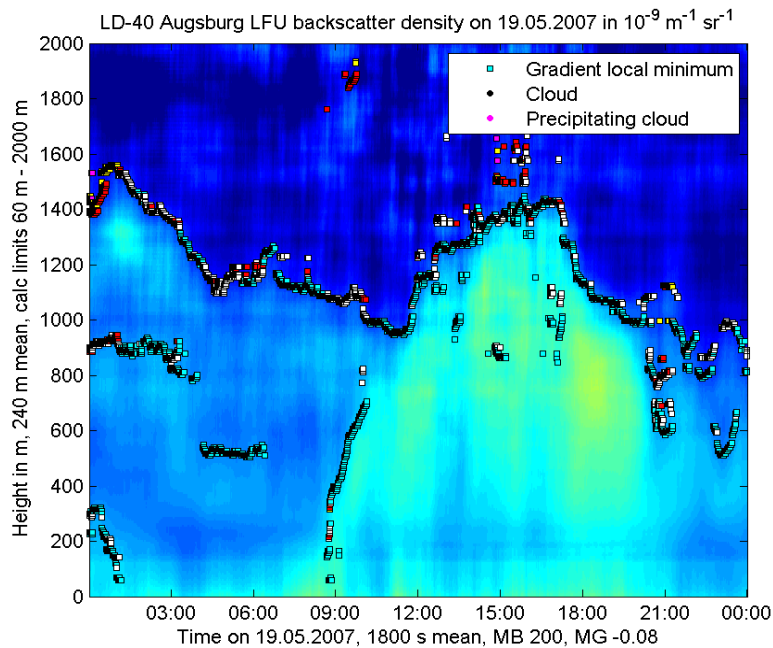 LD-40 Augsburg LFU backscatter density on 19.05.2007 in 10⁻⁹ m⁻¹ sr⁻¹
2000
1800
1600
1400
1200
1000
800
600
400
200
0
Height in m, 240 m mean, calc limits 60 m - 2000 m
Gradient local minimum
Cloud
Precipitating cloud
03:00 06:00 09:00 12:00 15:00 18:00 21:00 00:00
Time on 19.05.2007, 1800 s mean, MB 200, MG -0.08